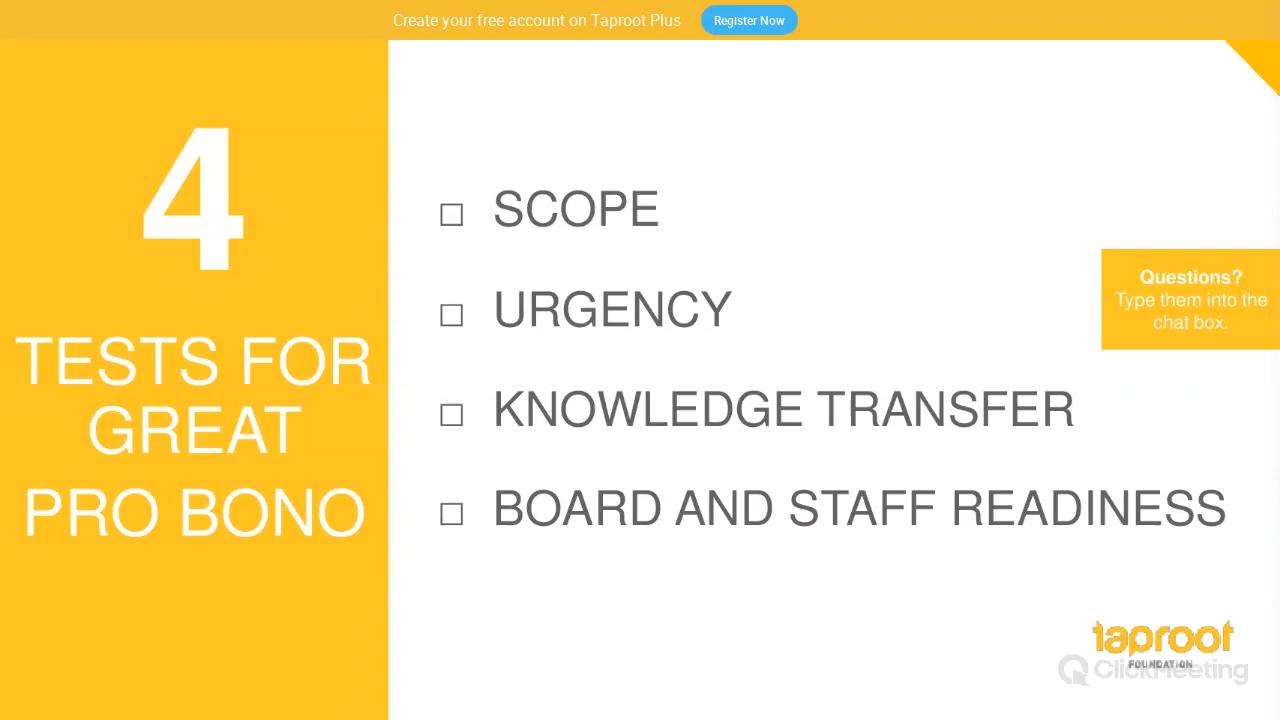 Create your free account on Taproot Plus
Register Now
4
TESTS FOR
GREAT
PRO BONO
SCOPE
URGENCY
KNOWLEDGE TRANSFER
BOARD AND STAFF READINESS
Questions?
Type them into the
chat box.
taproot
FOUNDATION
ClickMeeting